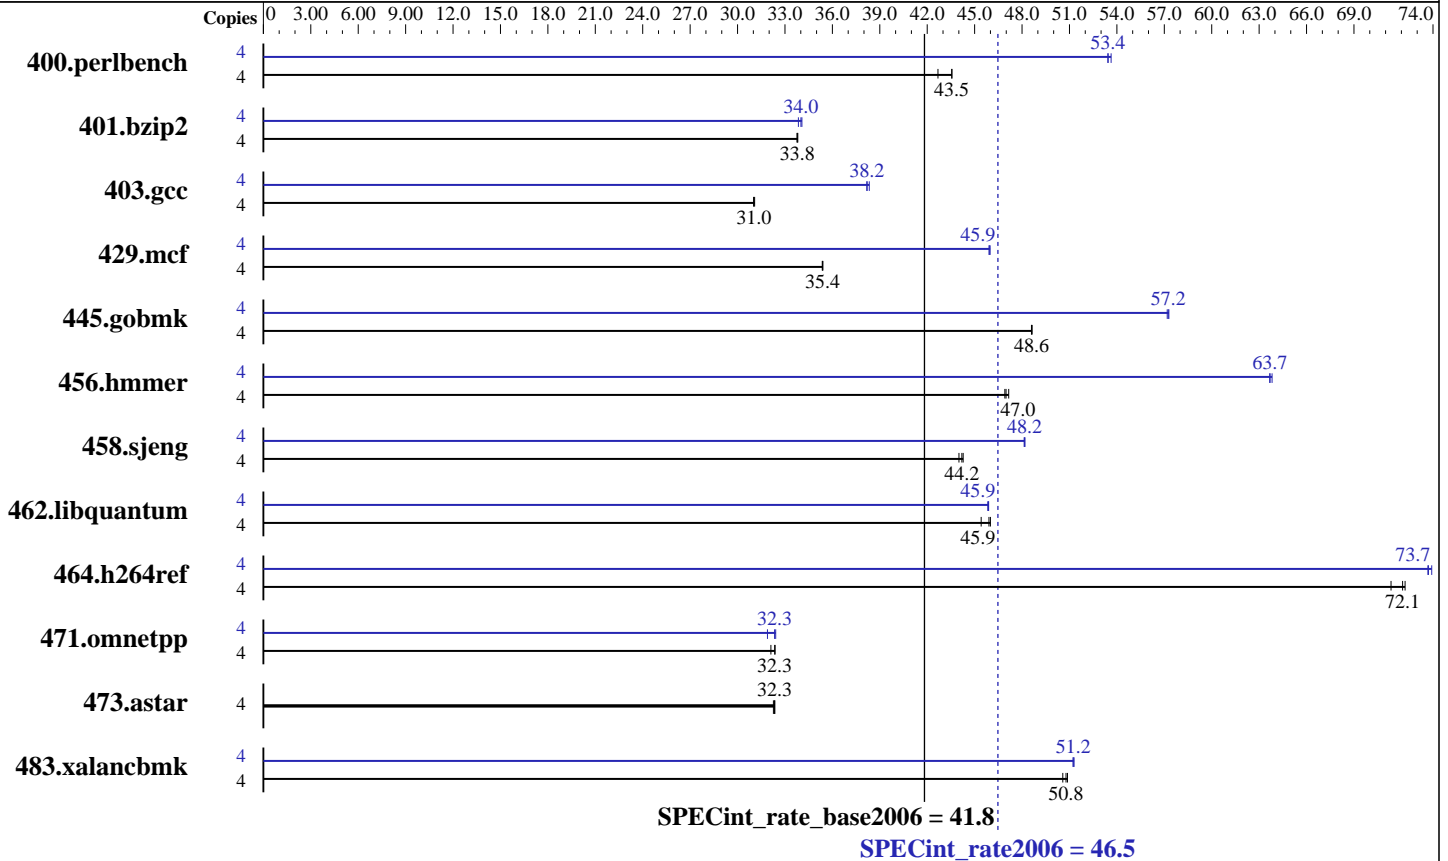 Copies 0 3.00 6.00 9.00 12.0 15.0 18.0 21.0 24.0 27.0 30.0 33.0 36.0 39.0 42.0 45.0 48.0 51.0 54.0 57.0 60.0 63.0 66.0 69.0 74.0
400.perlbench 4 53.4
4 43.5
401.bzip2 4 34.0
4 33.8
403.gcc 4 38.2
4 31.0
429.mcf 4 45.9
4 35.4
445.gobmk 4 57.2
4 48.6
456.hmmer 4 63.7
4 47.0
458.sjeng 4 48.2
4 44.2
462.libquantum 4 45.9
4 45.9
464.h264ref 4 73.7
4 72.1
471.omnetpp 4 32.3
4 32.3
473.astar 4 32.3
483.xalancbmk 4 51.2
4 50.8
SPECint_rate_base2006 = 41.8
SPECint_rate2006 = 46.5